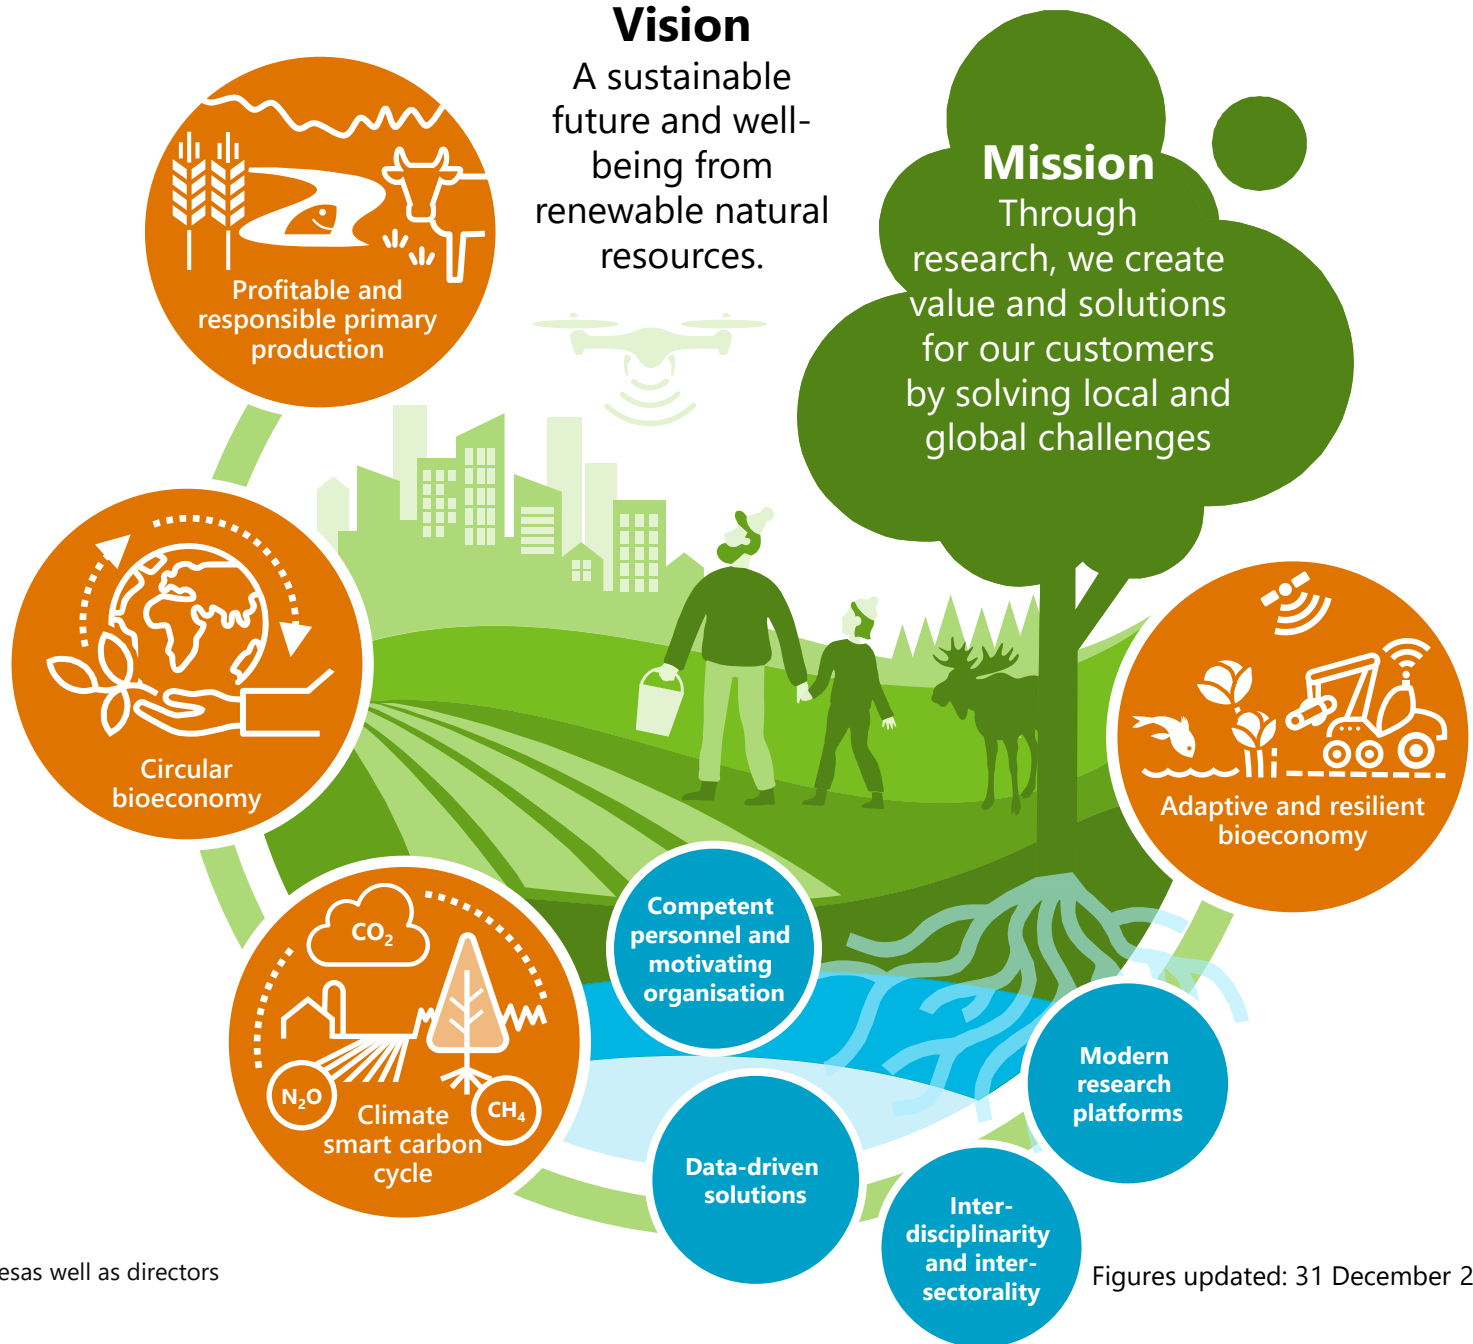 Vision
A sustainable
future and well-
being from
renewable natural
resources.
Mission
Through
research, we create
value and solutions
for our customers
by solving local and
global challenges
Profitable and
responsible primary
production
Circular
bioeconomy
Adaptive and resilient
bioeconomy
CO₂
N₂O
CH₄
Climate
smart carbon
cycle
Competent
personnel and
motivating
organisation
Modern
research
platforms
Data-driven
solutions
Inter-
disciplinarity
and inter-
sectorality
esas well as directors
Figures updated: 31 December 2